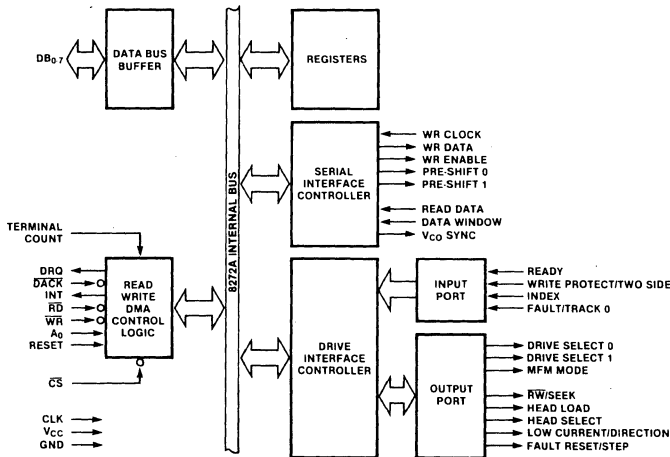 DB0-7
DATA BUS
BUFFER
REGISTERS
8272A INTERNAL BUS
SERIAL
INTERFACE
CONTROLLER
WR CLOCK
WR DATA
WR ENABLE
PRE-SHIFT 0
PRE-SHIFT 1
READ DATA
DATA WINDOW
VCO SYNC
TERMINAL
COUNT
DRQ
DACK
INT
RD
WR
A0
RESET
CS
READ
WRITE
DMA
CONTROL
LOGIC
CLK
VCC
GND
DRIVE
INTERFACE
CONTROLLER
INPUT
PORT
READY
WRITE PROTECT/TWO SIDE
INDEX
FAULT/TRACK 0
OUTPUT
PORT
DRIVE SELECT 0
DRIVE SELECT 1
MFM MODE
RW/SEEK
HEAD LOAD
HEAD SELECT
LOW CURRENT/DIRECTION
FAULT RESET/STEP